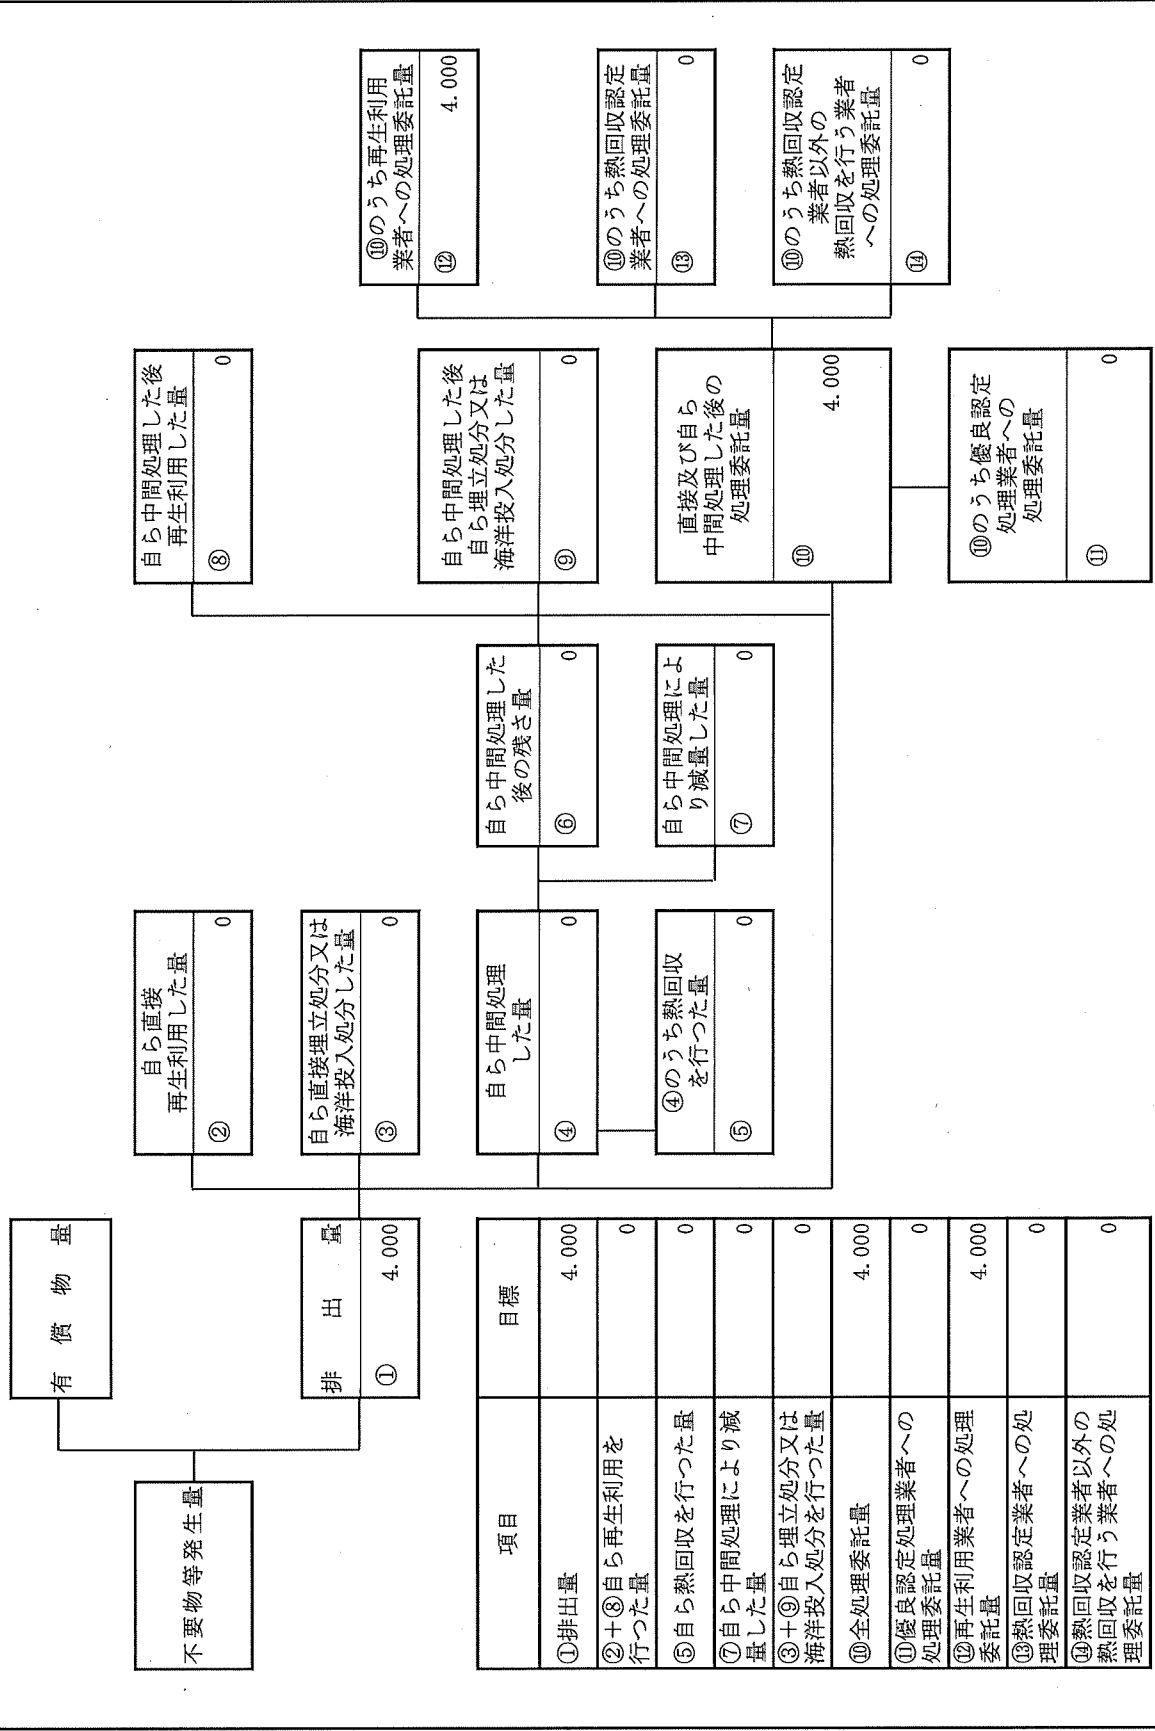 不要物等発生量
有償物量
排出量
① 4.000
自ら直接
再生利用した量
② 0
自ら直接埋立処分又は
海洋投入処分した量
③ 0
自ら中間処理
した量
④ 0
④のうち熱回収
を行つた量
⑤ 0
自ら中間処理した
後の残さ量
⑥ 0
自ら中間処理によ
り減量した量
⑦ 0
自ら中間処理した後
再生利用した量
⑧ 0
自ら中間処理した後
自ら埋立処分又は
海洋投入処分した量
⑨ 0
直接及び自ら
中間処理した後の
処理委託量
⑩ 4.000
⑩のうち優良認定
処理業者への
処理委託量
⑪ 0
⑩のうち再生利用
業者への処理委託量
⑫ 4.000
⑩のうち熱回収認定
業者への処理委託量
⑬ 0
⑩のうち熱回収認定
業者以外の
熱回収を行う業者
への処理委託量
⑭ 0
項目 目標
①排出量 4.000
②+⑧自ら再生利用を
行つた量 0
⑤自ら熱回収を行つた量 0
⑦自ら中間処理により減
量した量 0
③+⑨自ら埋立処分又は
海洋投入処分を行つた量 0
⑩全処理委託量 4.000
⑪優良認定処理業者への
処理委託量 0
⑫再生利用業者への処理
委託量 4.000
⑬熱回収認定業者への処
理委託量 0
⑭熱回収認定業者以外の
熱回収を行う業者への処
理委託量 0